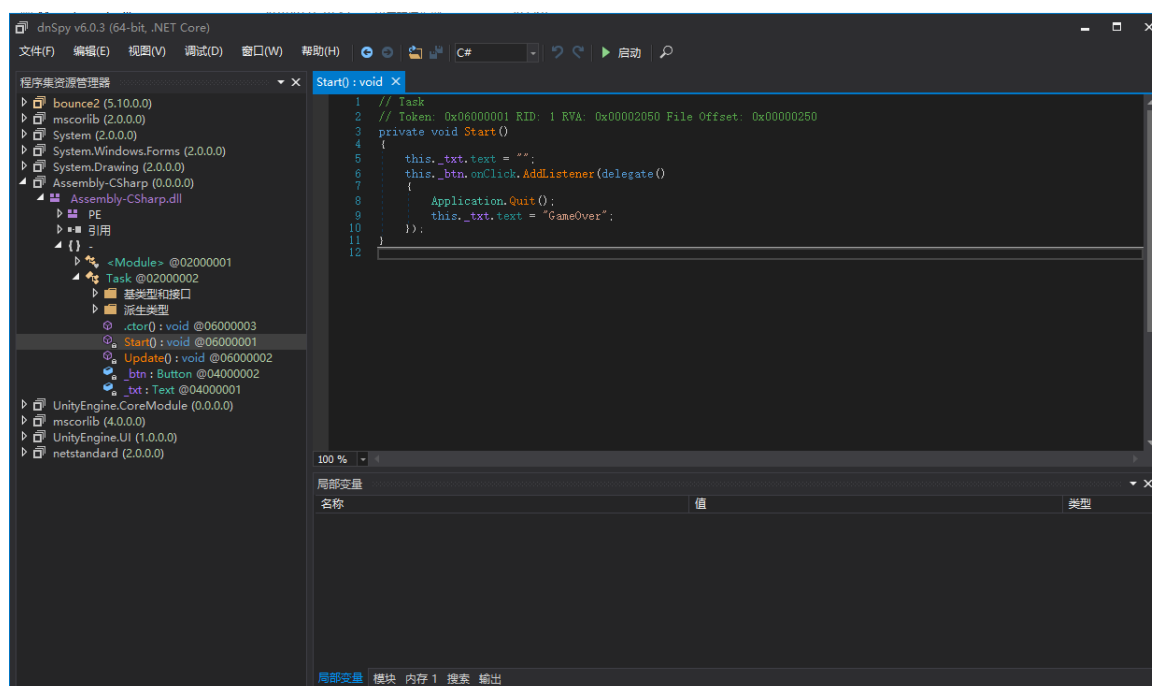 dnSpy v6.0.3 (64-bit, .NET Core)
文件(F) 编辑(E) 视图(V) 调试(D) 窗口(W) 帮助(H) C# 启动
程序集资源管理器
bounce2 (5.10.0.0)
mscorlib (2.0.0.0)
System (2.0.0.0)
System.Windows.Forms (2.0.0.0)
System.Drawing (2.0.0.0)
Assembly-CSharp (0.0.0.0)
Assembly-CSharp.dll
PE
引用
{} -
<Module> @02000001
Task @02000002
基类型和接口
派生类型
.ctor() : void @06000003
Start() : void @06000001
Update() : void @06000002
_btn : Button @04000002
_txt : Text @04000001
UnityEngine.CoreModule (0.0.0.0)
mscorlib (4.0.0.0)
UnityEngine.UI (1.0.0.0)
netstandard (2.0.0.0)
Start() : void
1 // Task
2 // Token: 0x06000001 RID: 1 RVA: 0x00002050 File Offset: 0x00000250
3 private void Start()
4 {
5 this._txt.text = "";
6 this._btn.onClick.AddListener(delegate()
7 {
8 Application.Quit();
9 this._txt.text = "GameOver";
10 });
11 }
12
100 %
局部变量
名称 值 类型
局部变量 模块 内存 1 搜索 输出